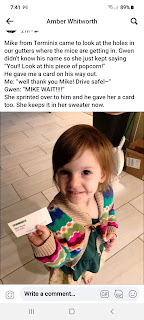 7:41
Amber Whitworth
Mike from Terminix came to look at the holes in
our gutters where the mice are getting in. Gwen
didn't know his name so she just kept saying
"You!! Look at this piece of popcorn!"
He gave me a card on his way out.
Me: "well thank you Mike! Drive safe!~"
Gwen: "MIKE WAIT!!!!"
She sprinted over to him and he gave her a card
too. She keeps it in her sweater now.
Write a comment...